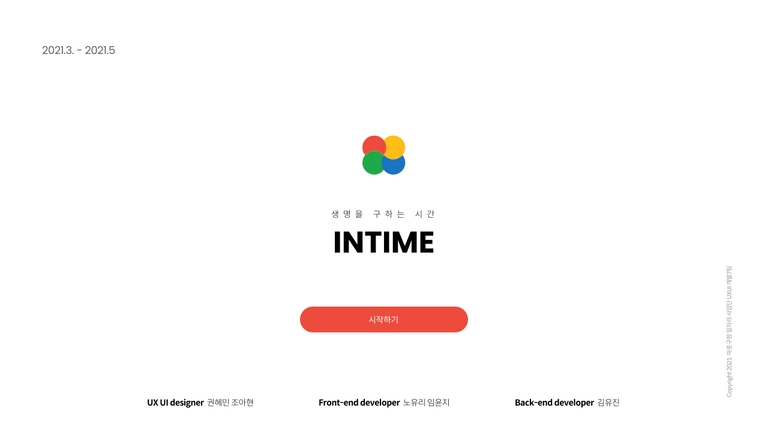 2021.3. - 2021.5
생명을 구하는 시간
INTIME
시작하기
UX UI designer 권혜민 조아현
Front-end developer 노유리 임윤지
Back-end developer 김유진
Copyright 2021